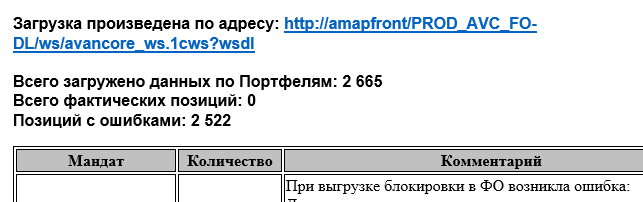 Загрузка произведена по адресу: http://amapfront/PROD_AVC_FO-
DL/ws/avancore_ws.1cws?wsdl
Всего загружено данных по Портфелям: 2 665
Всего фактических позиций: 0
Позиций с ошибками: 2 522
Мандат Количество Комментарий
При выгрузке блокировки в ФО возникла ошибка: